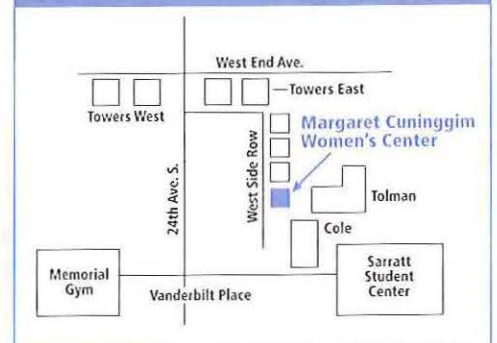 West End Ave.
Towers East
Towers West
Margaret Cuninggim
Women's Center
24th Ave. S.
West Side Row
Tolman
Cole
Memorial
Gym
Vanderbilt Place
Sarratt
Student
Center